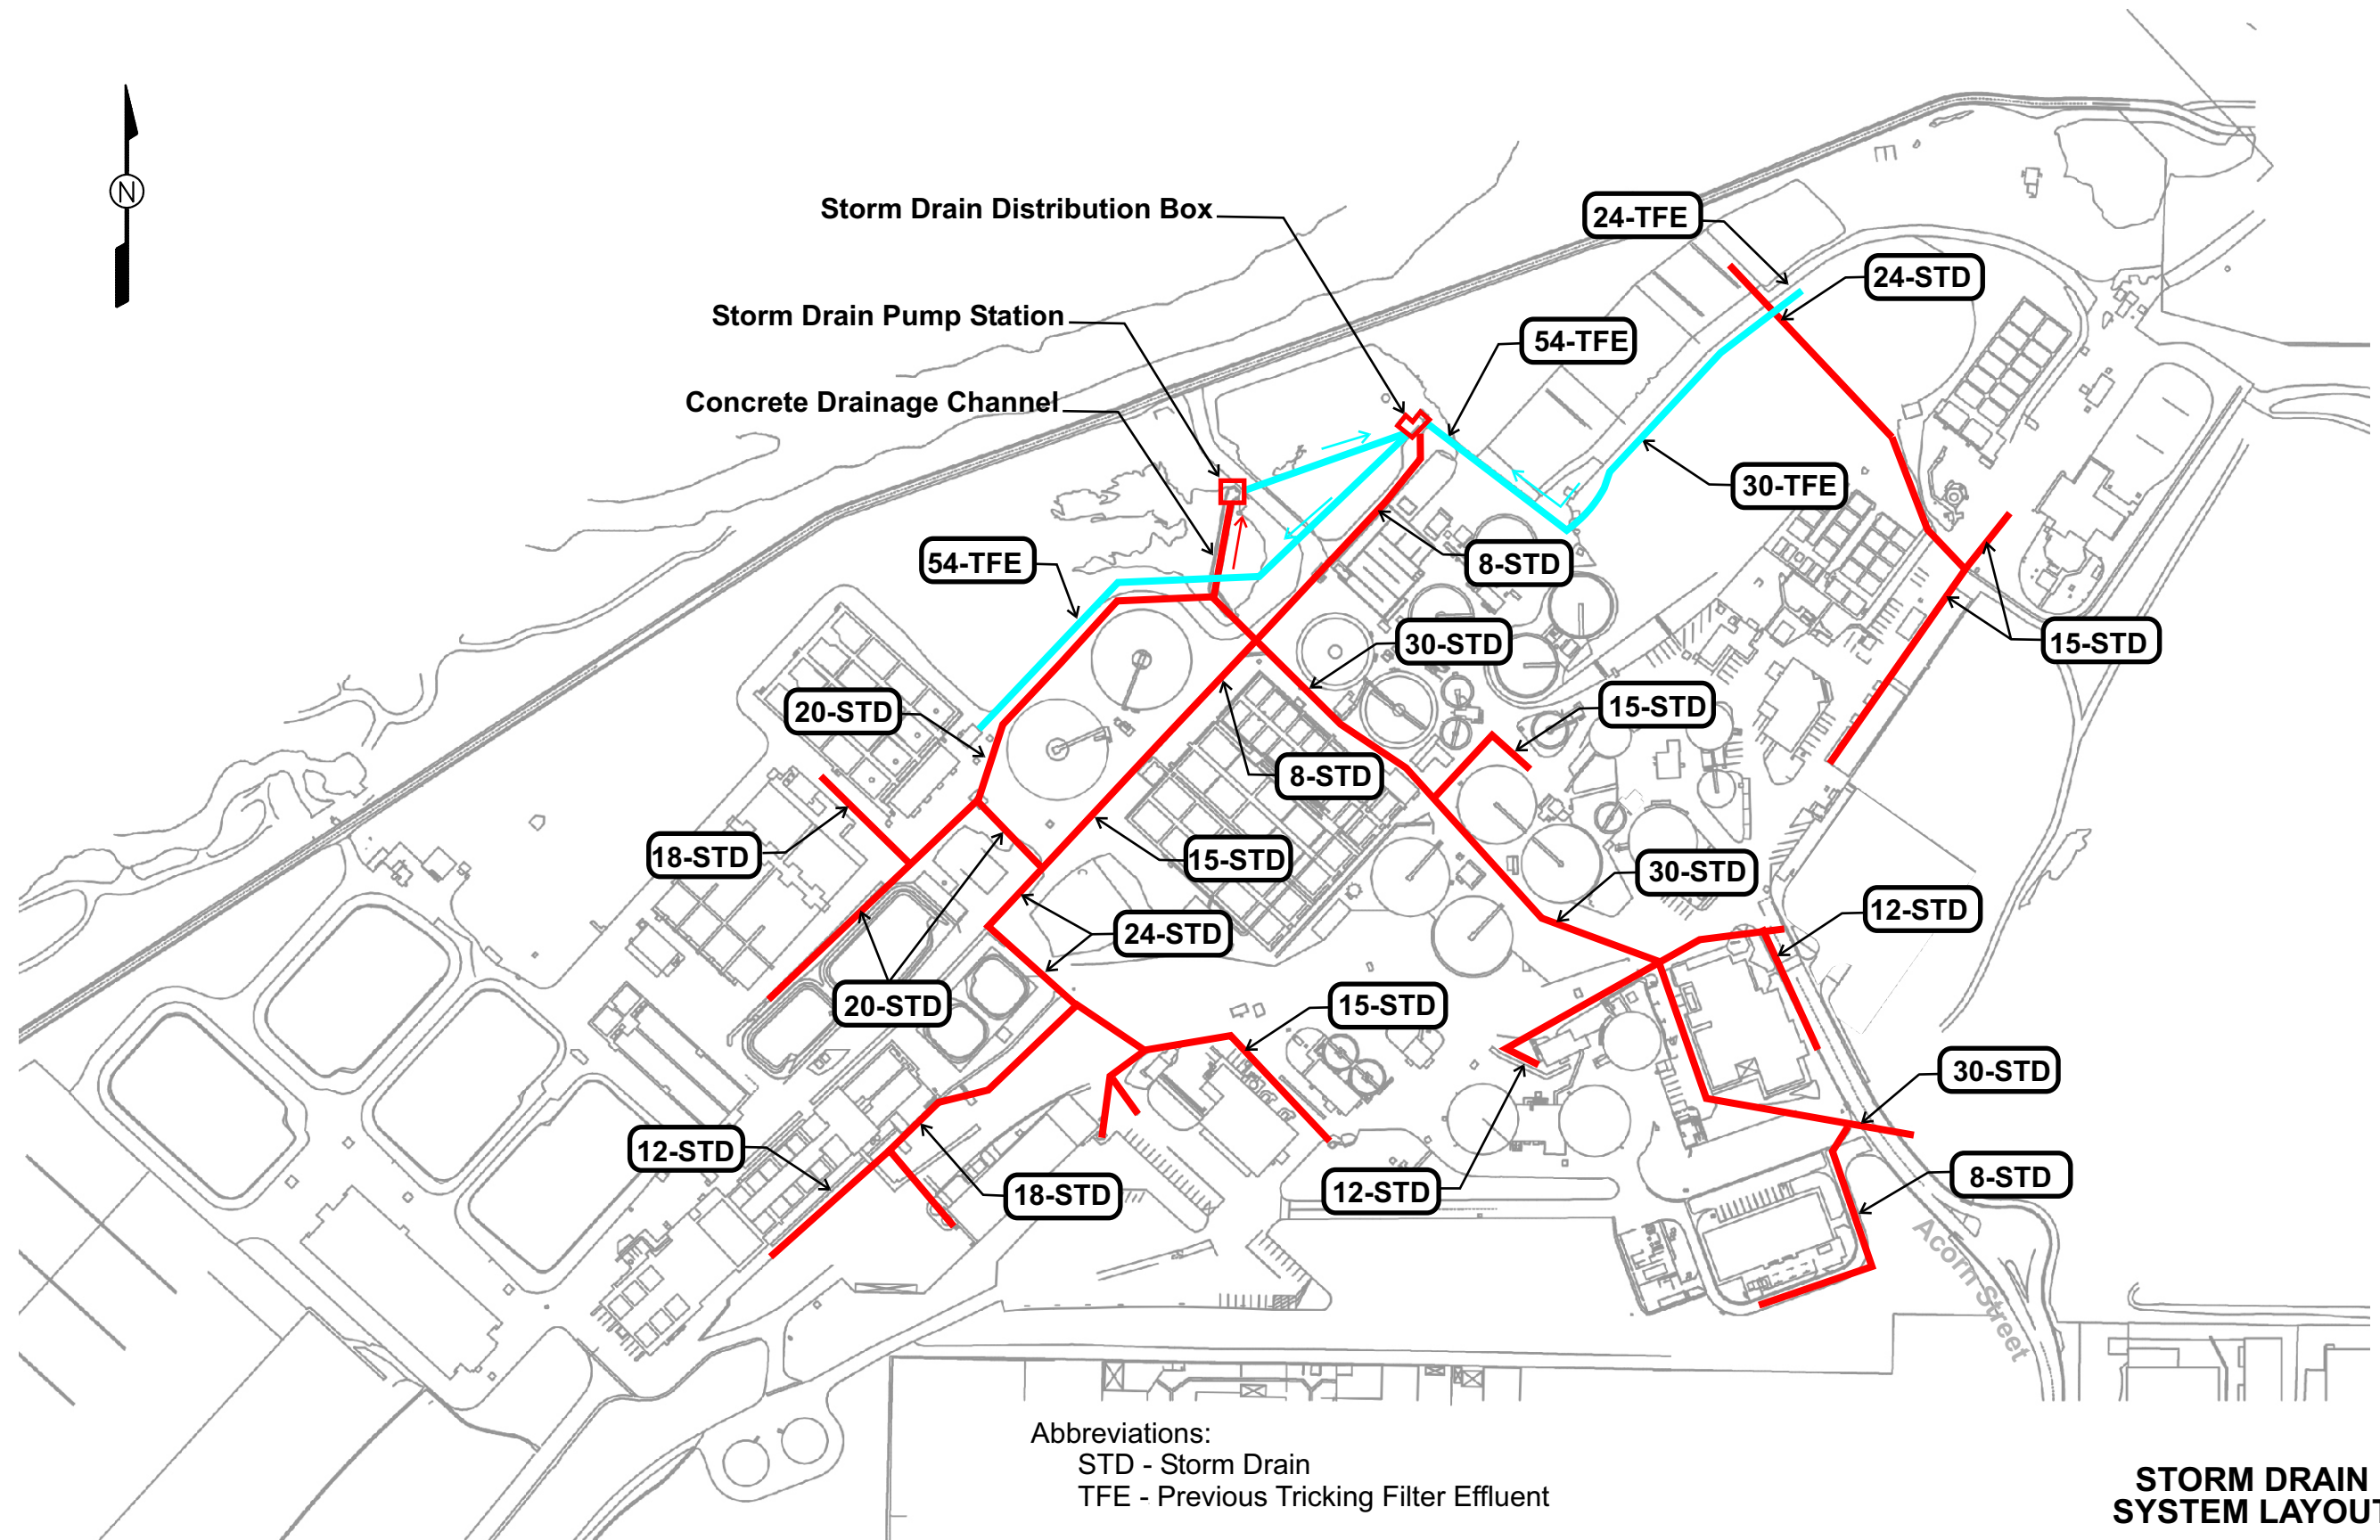 N
Storm Drain Distribution Box
24-TFE
24-STD
Storm Drain Pump Station
54-TFE
Concrete Drainage Channel
30-TFE
54-TFE
8-STD
30-STD
15-STD
20-STD
15-STD
8-STD
18-STD
15-STD
30-STD
12-STD
24-STD
20-STD
15-STD
30-STD
12-STD
18-STD
12-STD
8-STD
Acorn Street
Abbreviations:
STD - Storm Drain
TFE - Previous Tricking Filter Effluent
STORM DRAIN
SYSTEM LAYOUT